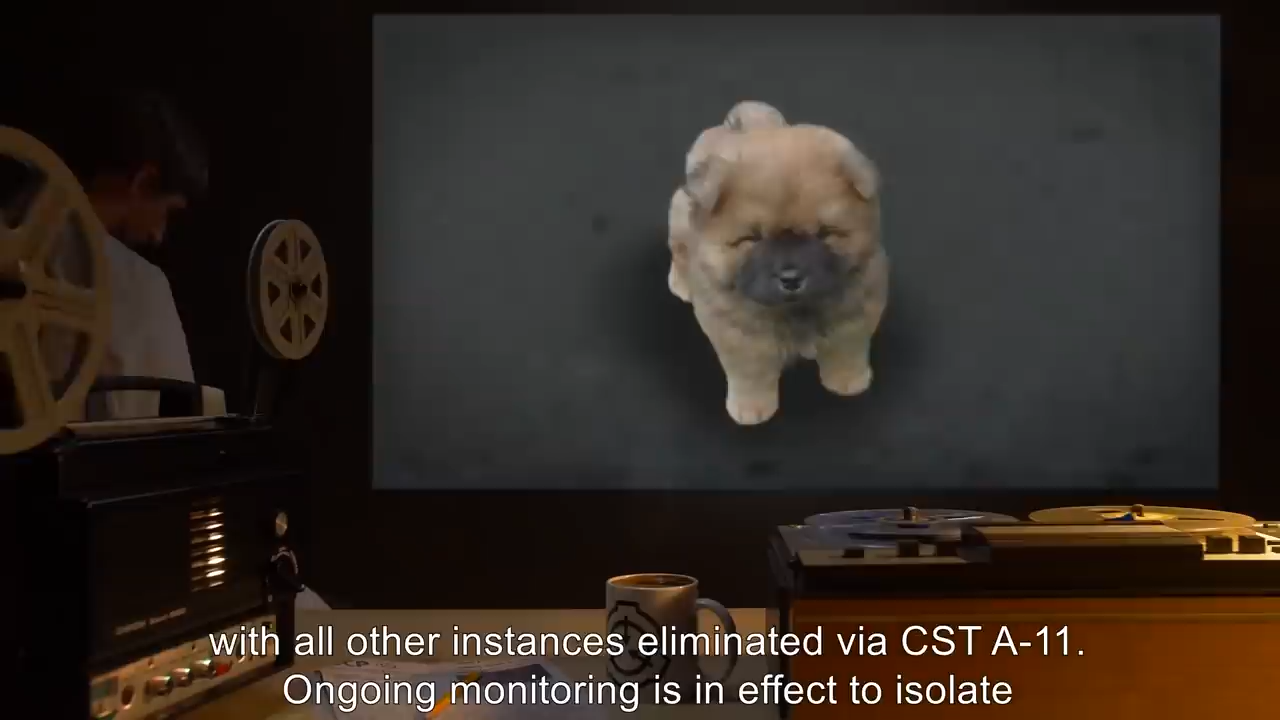 with all other instances eliminated via CST A-11.
Ongoing monitoring is in effect to isolate